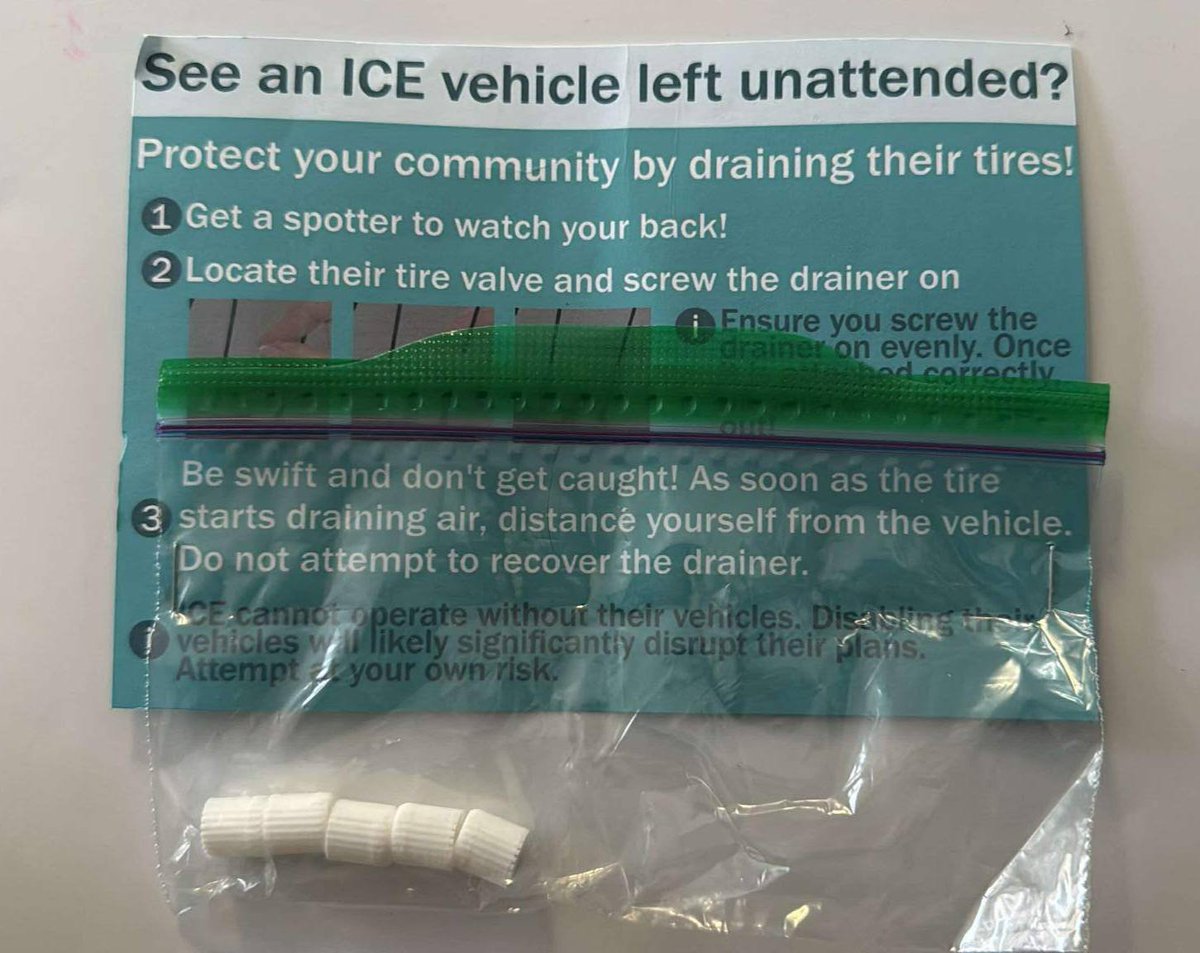 See an ICE vehicle left unattended?
Protect your community by draining their tires!
1 Get a spotter to watch your back!
2 Locate their tire valve and screw the drainer on
i Ensure you screw the
drainer on evenly. Once
correctly,
out!
Be swift and don't get caught! As soon as the tire
3 starts draining air, distance yourself from the vehicle.
Do not attempt to recover the drainer.
ICE cannot operate without their vehicles. Disabling their
i vehicles will likely significantly disrupt their plans.
Attempt at your own risk.